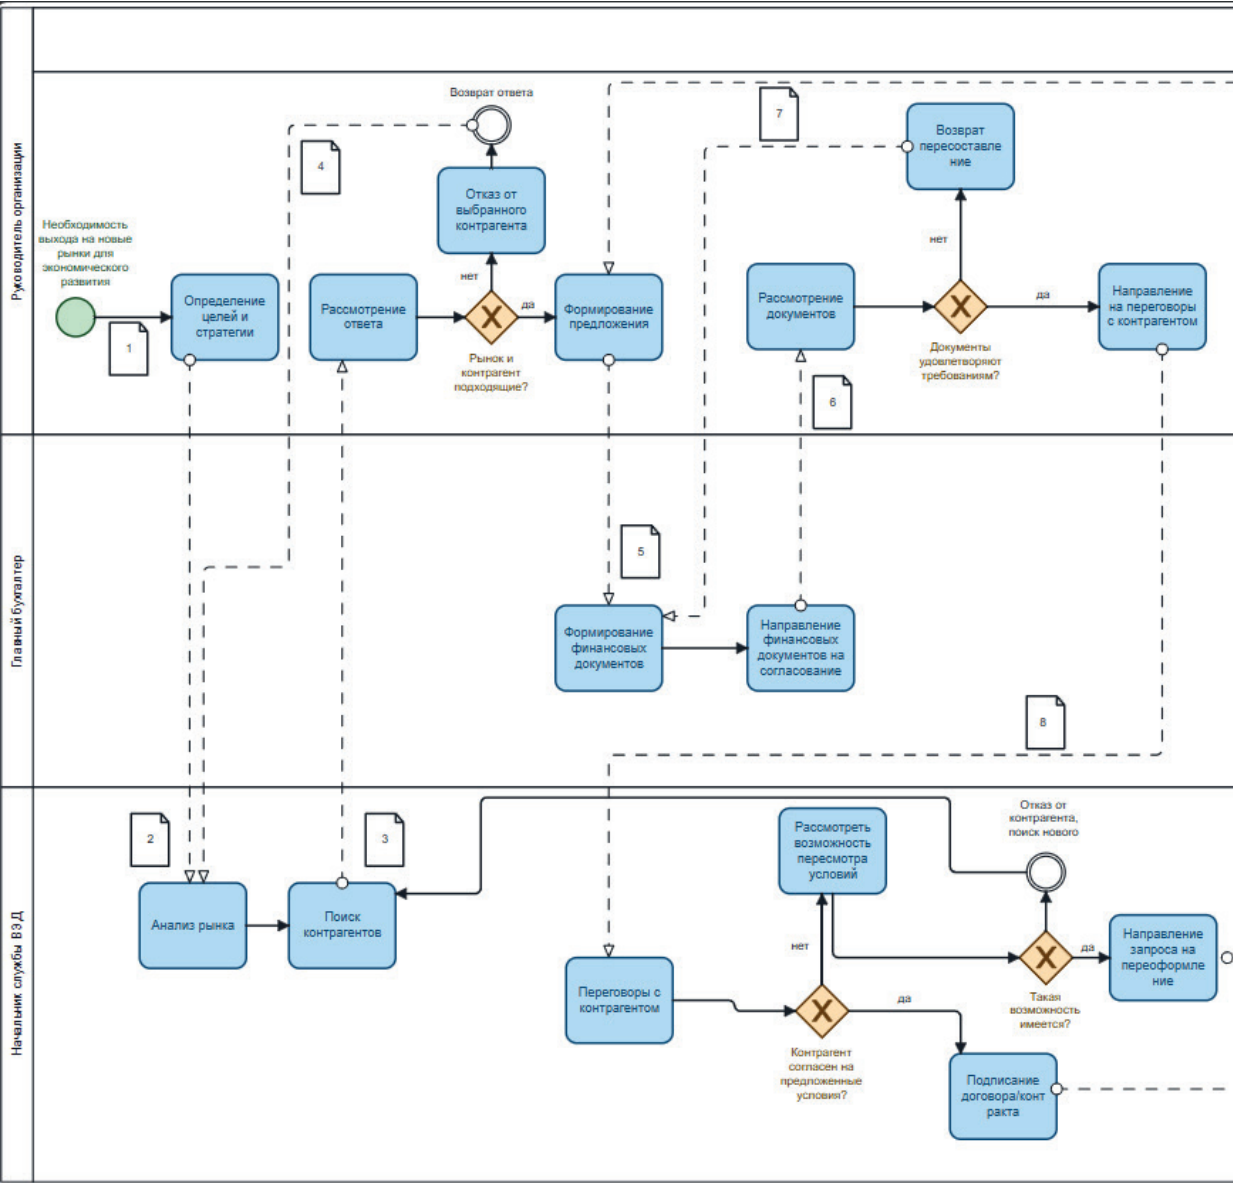 Руководитель организации
Возврат ответа
4
7
Возврат
пересоставле
ние
Отказ от
выбранного
контрагента
нет
нет
Необходимость
выхода на новые
рынки для
экономического
развития
1
Определение
целей и
стратегии
Рассмотрение
ответа
X
да
Рынок и
контрагент
подходящие?
Формирование
предложения
Рассмотрение
документов
X
да
Документы
удовлетворяют
требованиям?
Направление
на переговоры
с контрагентом
6
Главный бухгалтер
5
Формирование
финансовых
документов
Направление
финансовых
документов на
согласование
8
Начальник службы ВЭД
2
3
Анализ рынка
Поиск
контрагентов
Рассмотреть
возможность
пересмотра
условий
Отказ от
контрагента,
поиск нового
нет
X
да
Такая
возможность
имеется?
Направление
запроса на
переоформле
ние
Переговоры с
контрагентом
X
да
Контрагент
согласен на
предложенные
условия?
Подписание
договора/конт
ракта